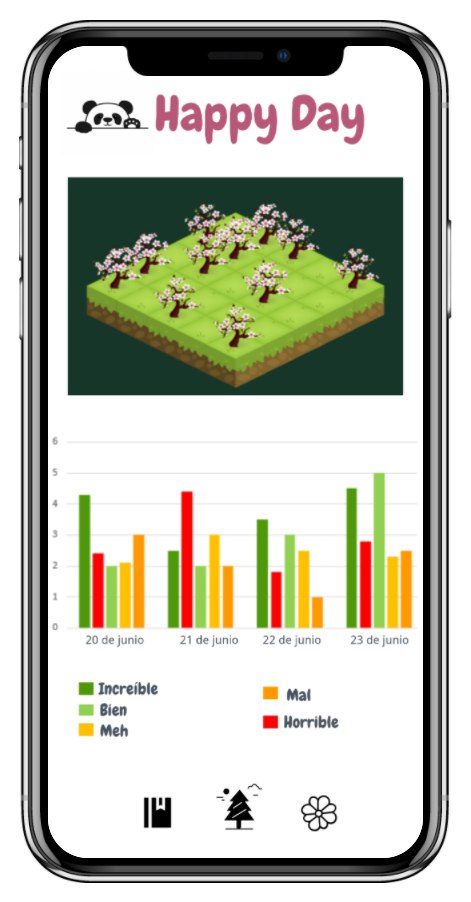 Happy Day
6
5
4
3
2
1
0
20 de junio 21 de junio 22 de junio 23 de junio
Increíble
Bien
Meh
Mal
Horrible